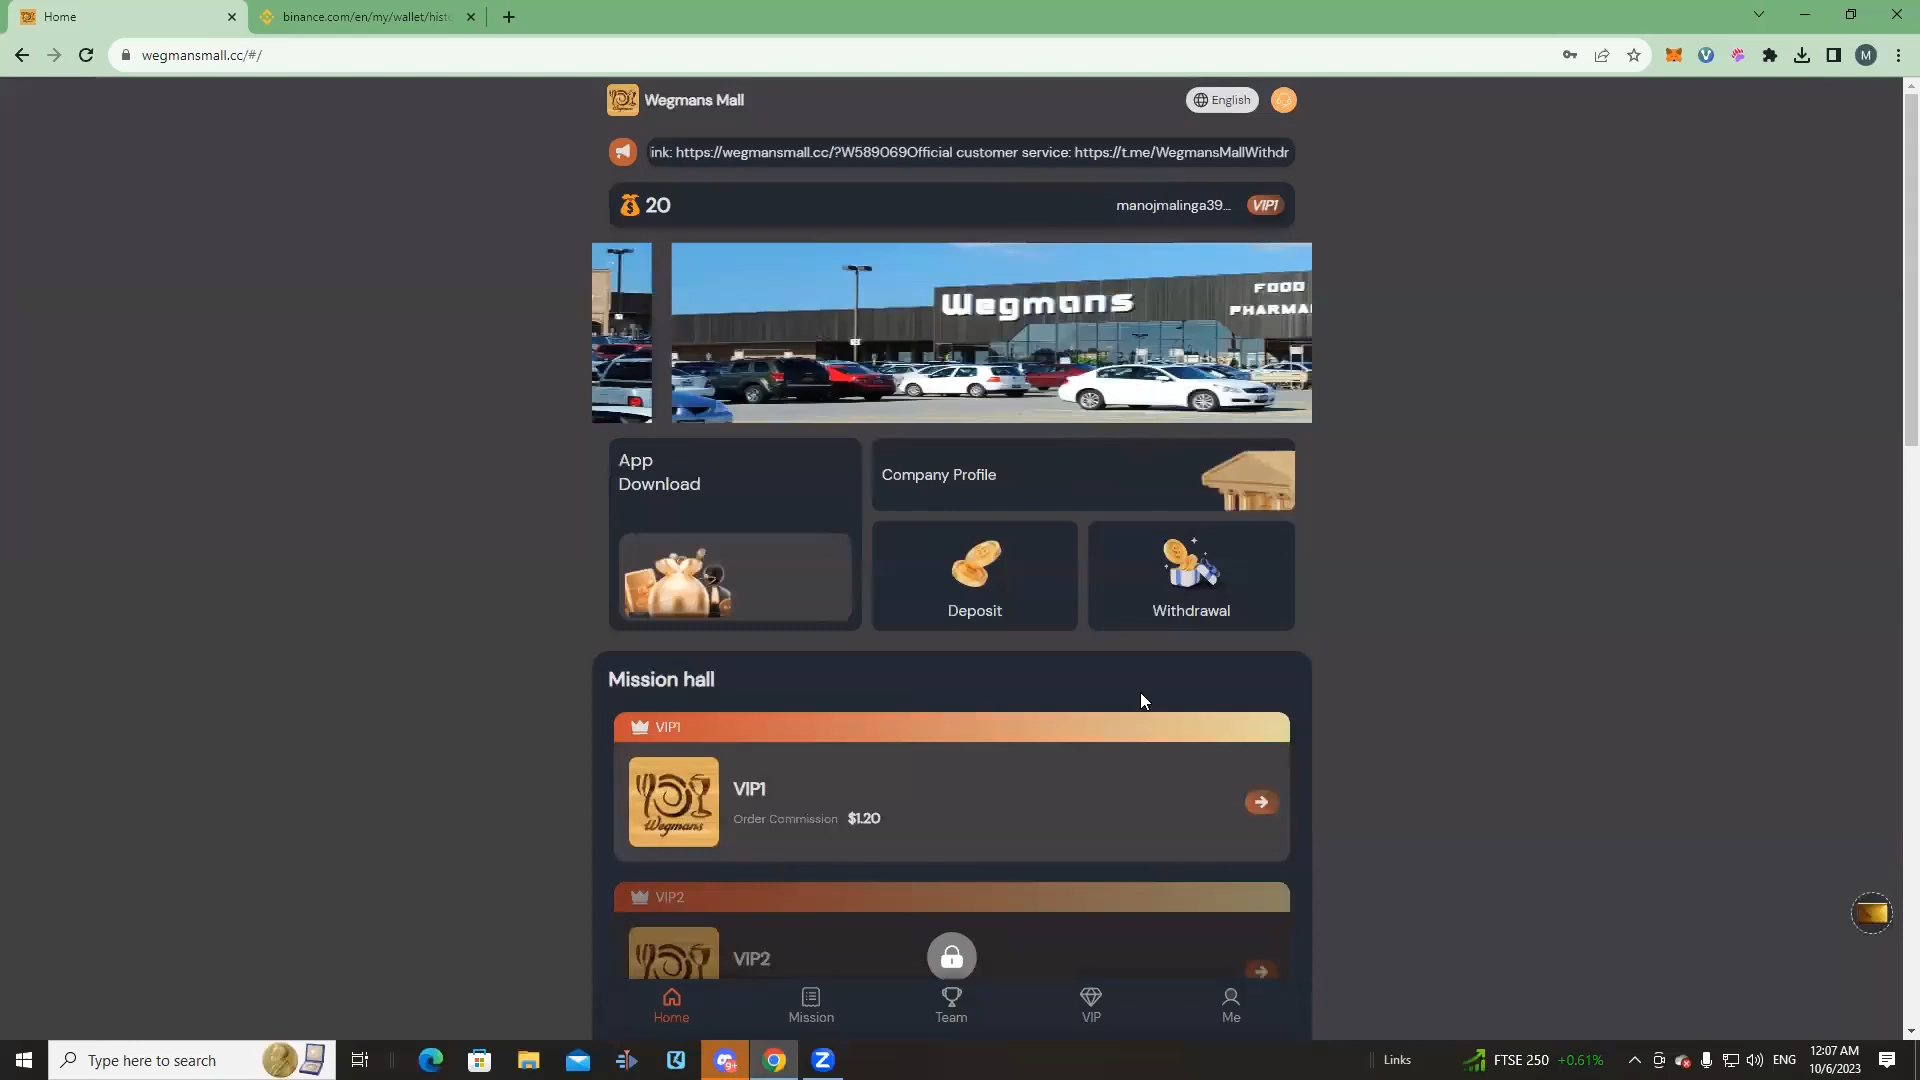 Home
binance.com/en/my/wallet/hist
wegmansmall.cc/#/
M
Wegmans Mall
English
ink: https://wegmansmall.cc/?W589069Official customer service: https://t.me/WegmansMallWithdr
20
manojmalinga39...
VIP1
Wegmans
FOOD
PHARMA
App
Download
Company Profile
Deposit
Withdrawal
Mission hall
VIP1
Wegmans
VIP1
Order Commission $1.20
VIP2
VIP2
Home
Mission
Team
VIP
Me
Type here to search
9+
Z
Links
FTSE 250 +0.61%
ENG
12:07 AM
10/6/2023